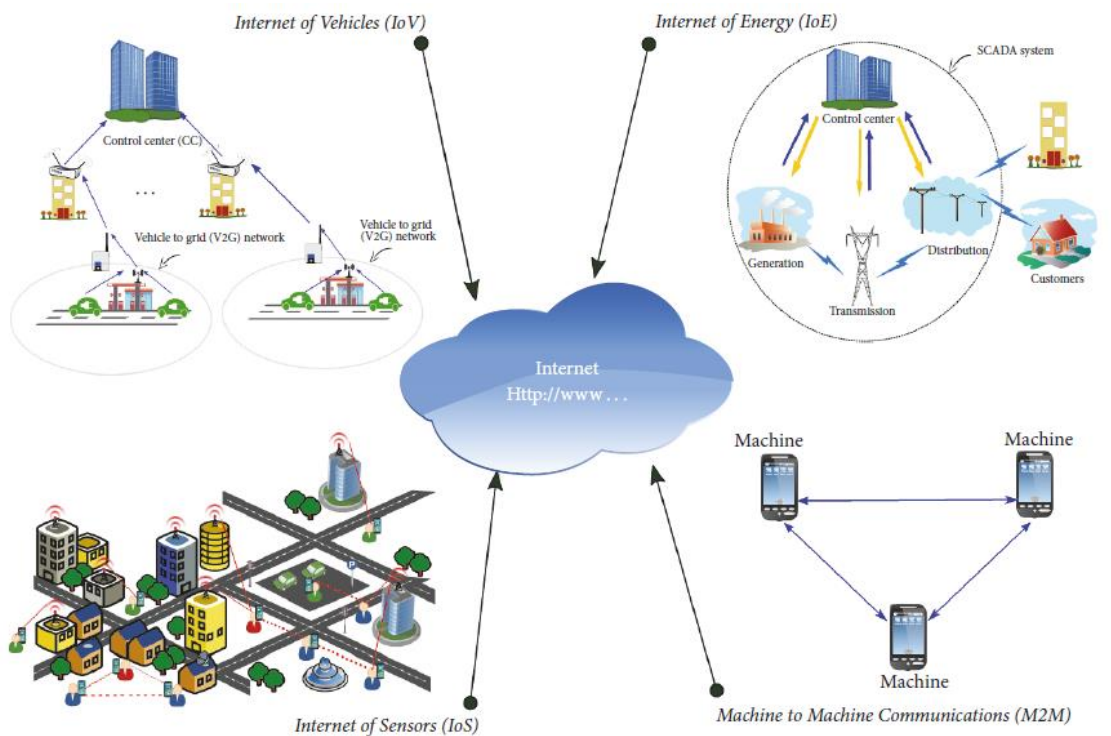 Internet of Vehicles (IoV)
Internet of Energy (IoE)
SCADA system
Control center (CC)
Control center
. . .
Vehicle to grid (V2G) network
Vehicle to
grid (V2G) network
Generation
Distribution
Customers
Transmission
Internet
Http://www . . .
Machine
Machine
P
Machine
Internet of Sensors (IoS)
Machine to Machine Communications (M2M)